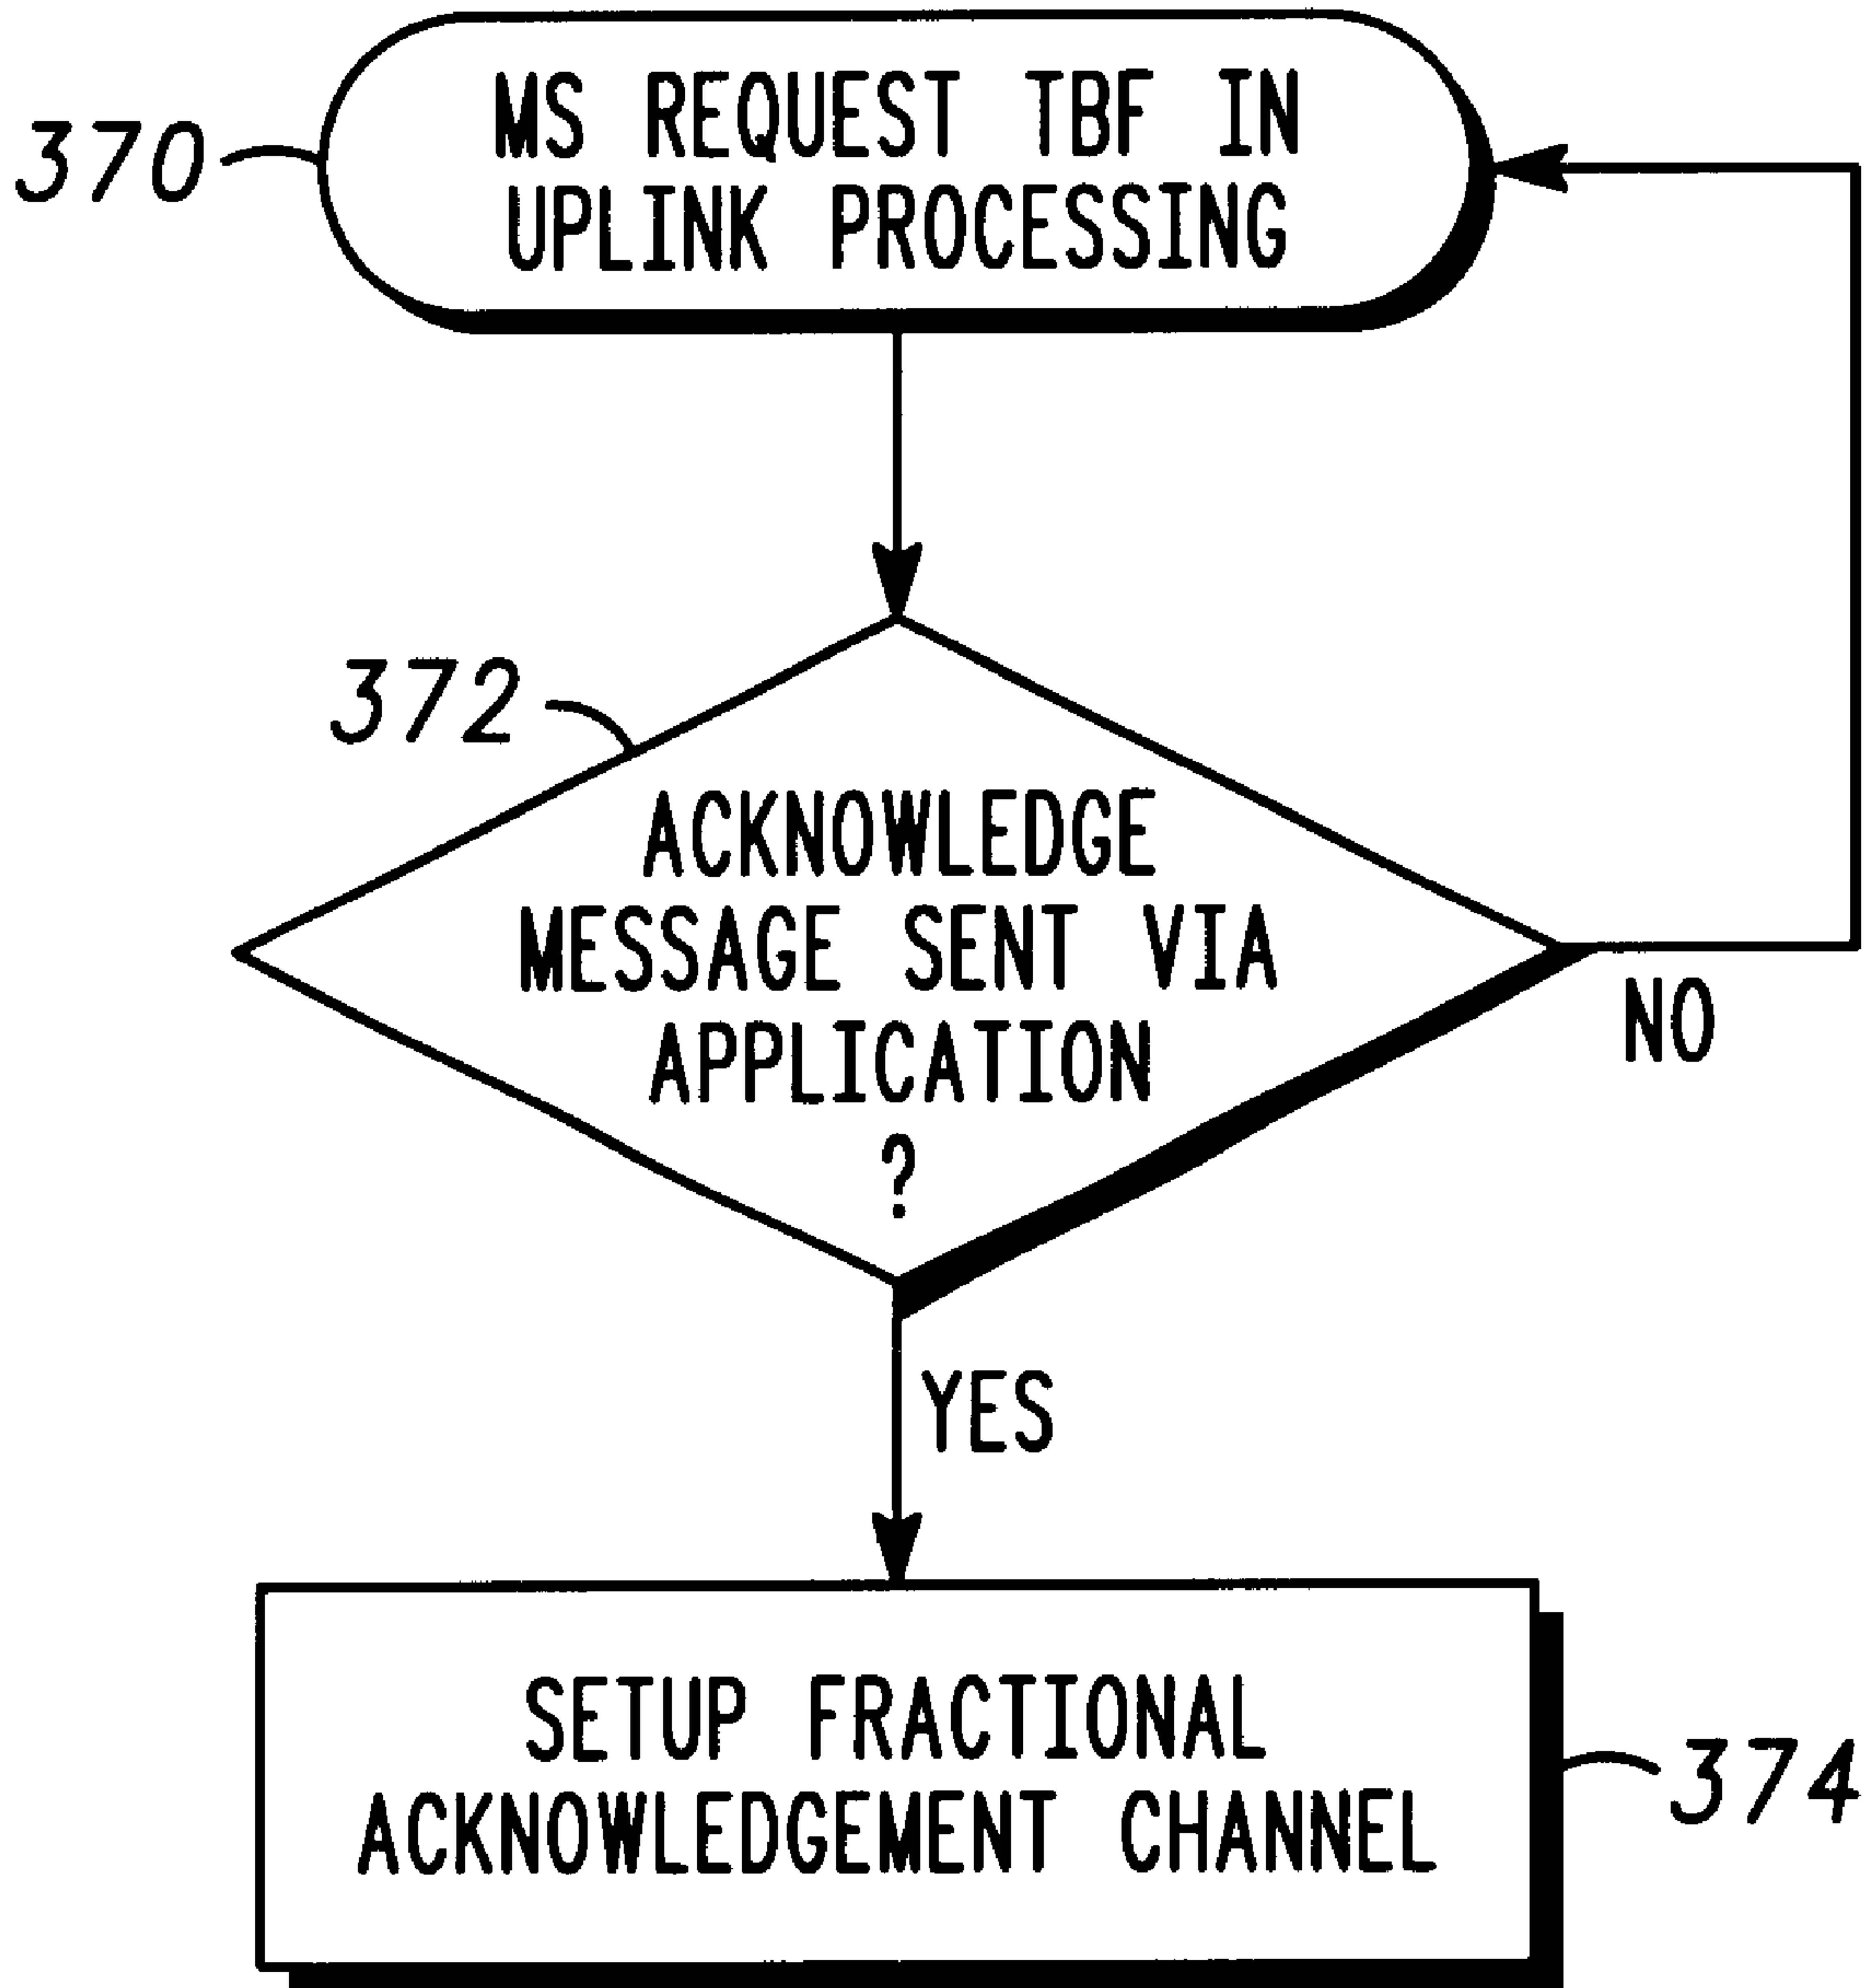 370
MS REQUEST TBF IN
UPLINK PROCESSING
372
ACKNOWLEDGE
MESSAGE SENT VIA
APPLICATION
?
NO
YES
SETUP FRACTIONAL
ACKNOWLEDGEMENT CHANNEL
374